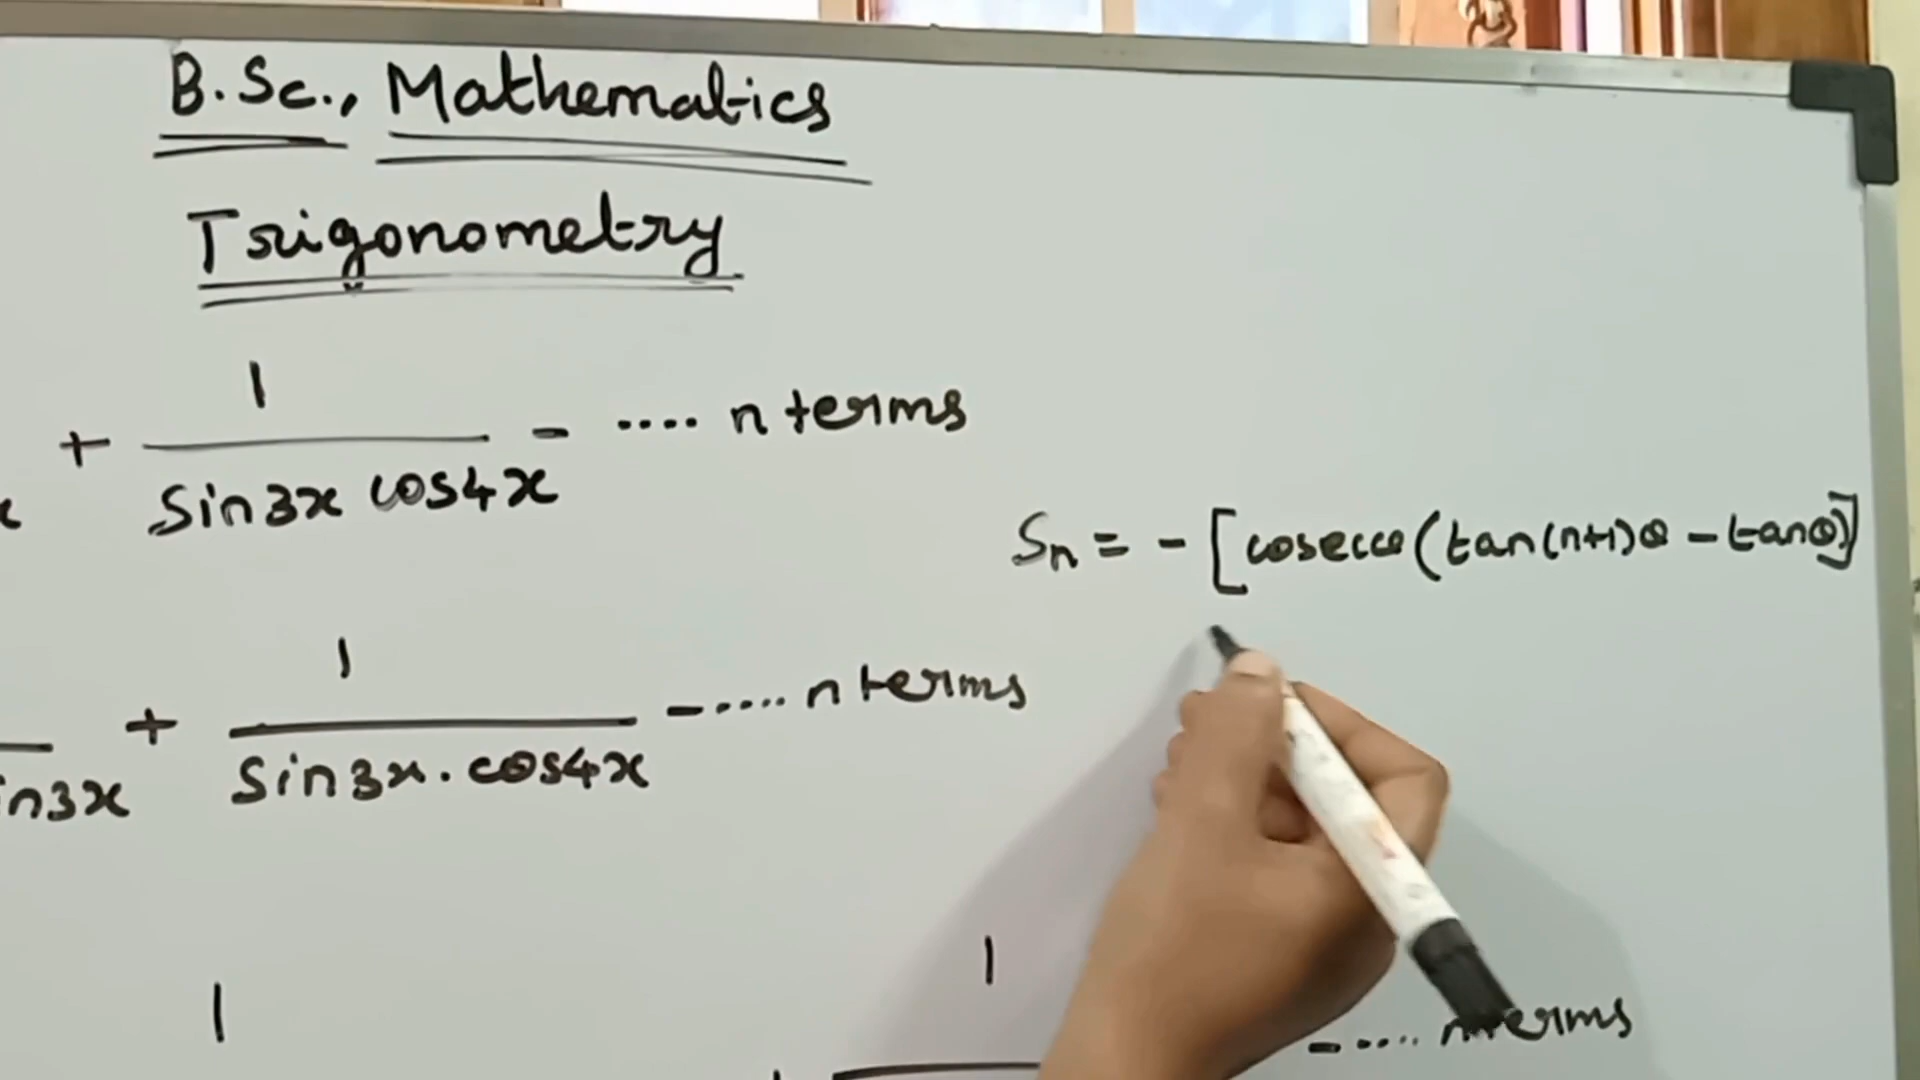 B.Sc., Mathematics
Trigonometry
+ 1 / sin3x cos4x - .... n terms
Sn = - [cosecθ(tan(n+1)θ - tanθ)]
in3x + 1 / sin3x . cos4x - .... n terms
1
1
- .... n terms